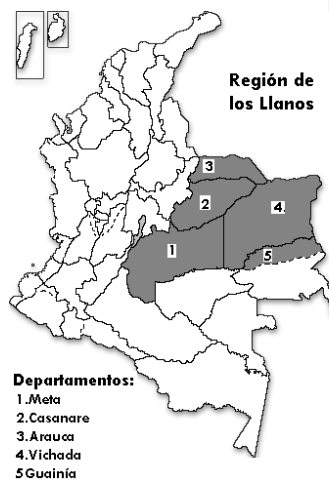 Región de
los Llanos
3
2
4.
1
5
Departamentos:
1.Meta
2.Casanare
3.Arauca
4.Vichada
5Guainía